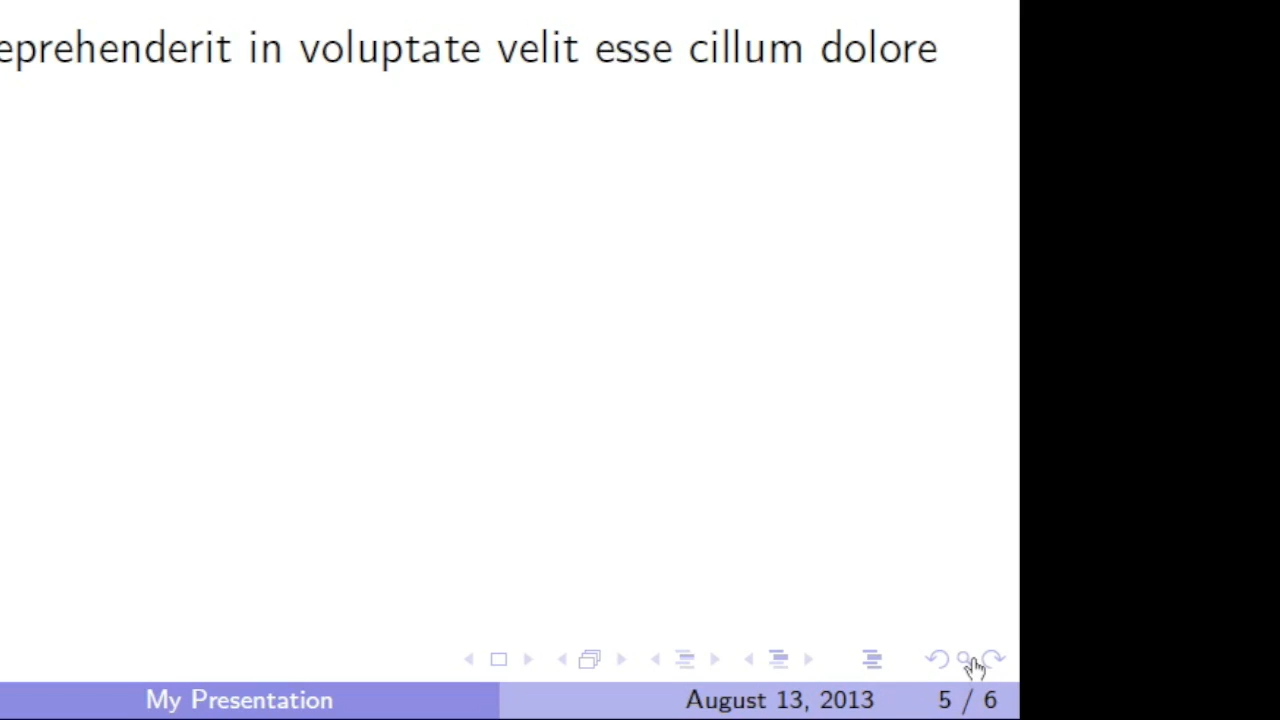 eprehenderit in voluptate velit esse cillum dolore
My Presentation August 13, 2013 5 / 6